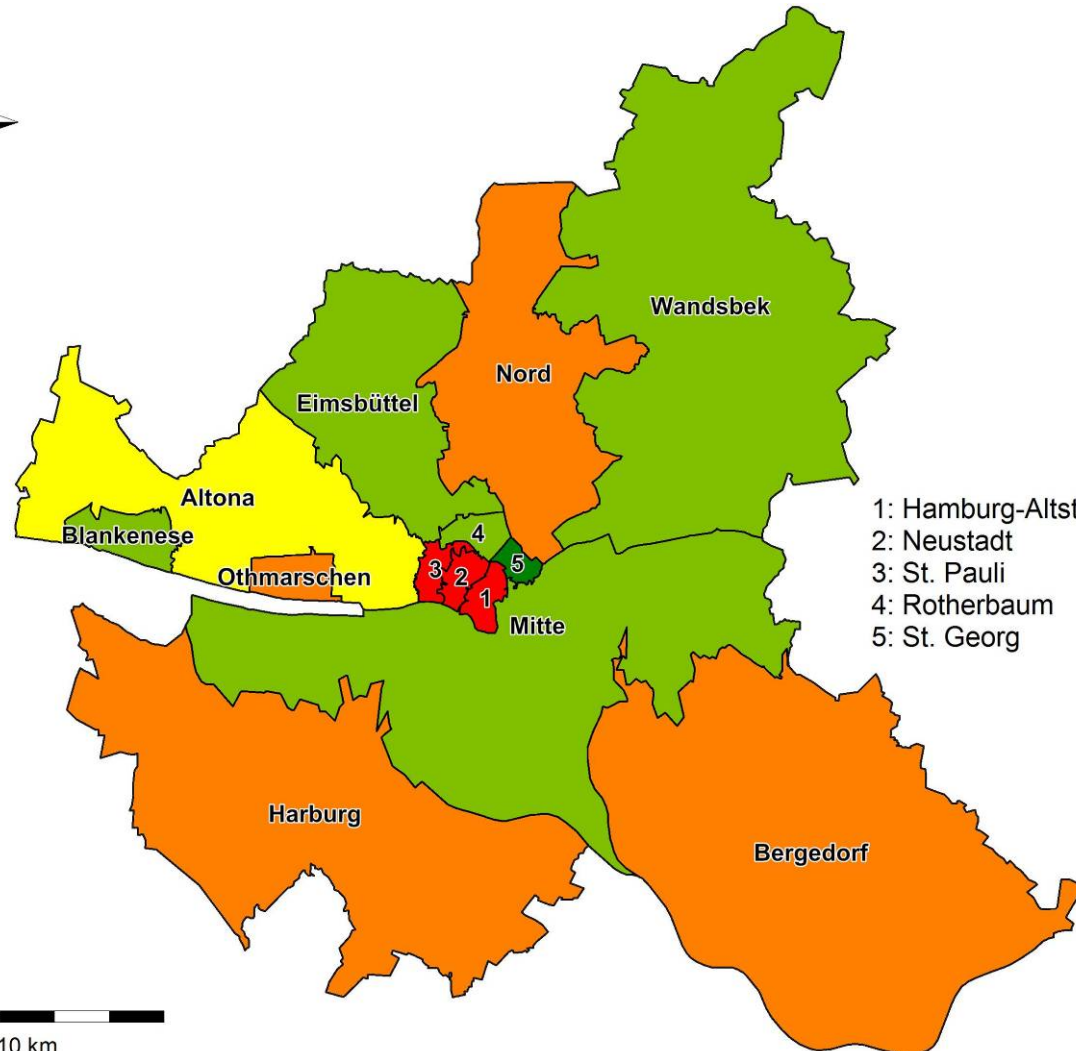 Wandsbek
Nord
Eimsbüttel
Altona
Blankenese
Othmarschen
4
5
3
2
1
Mitte
1: Hamburg-Altst
2: Neustadt
3: St. Pauli
4: Rotherbaum
5: St. Georg
Harburg
Bergedorf
10 km